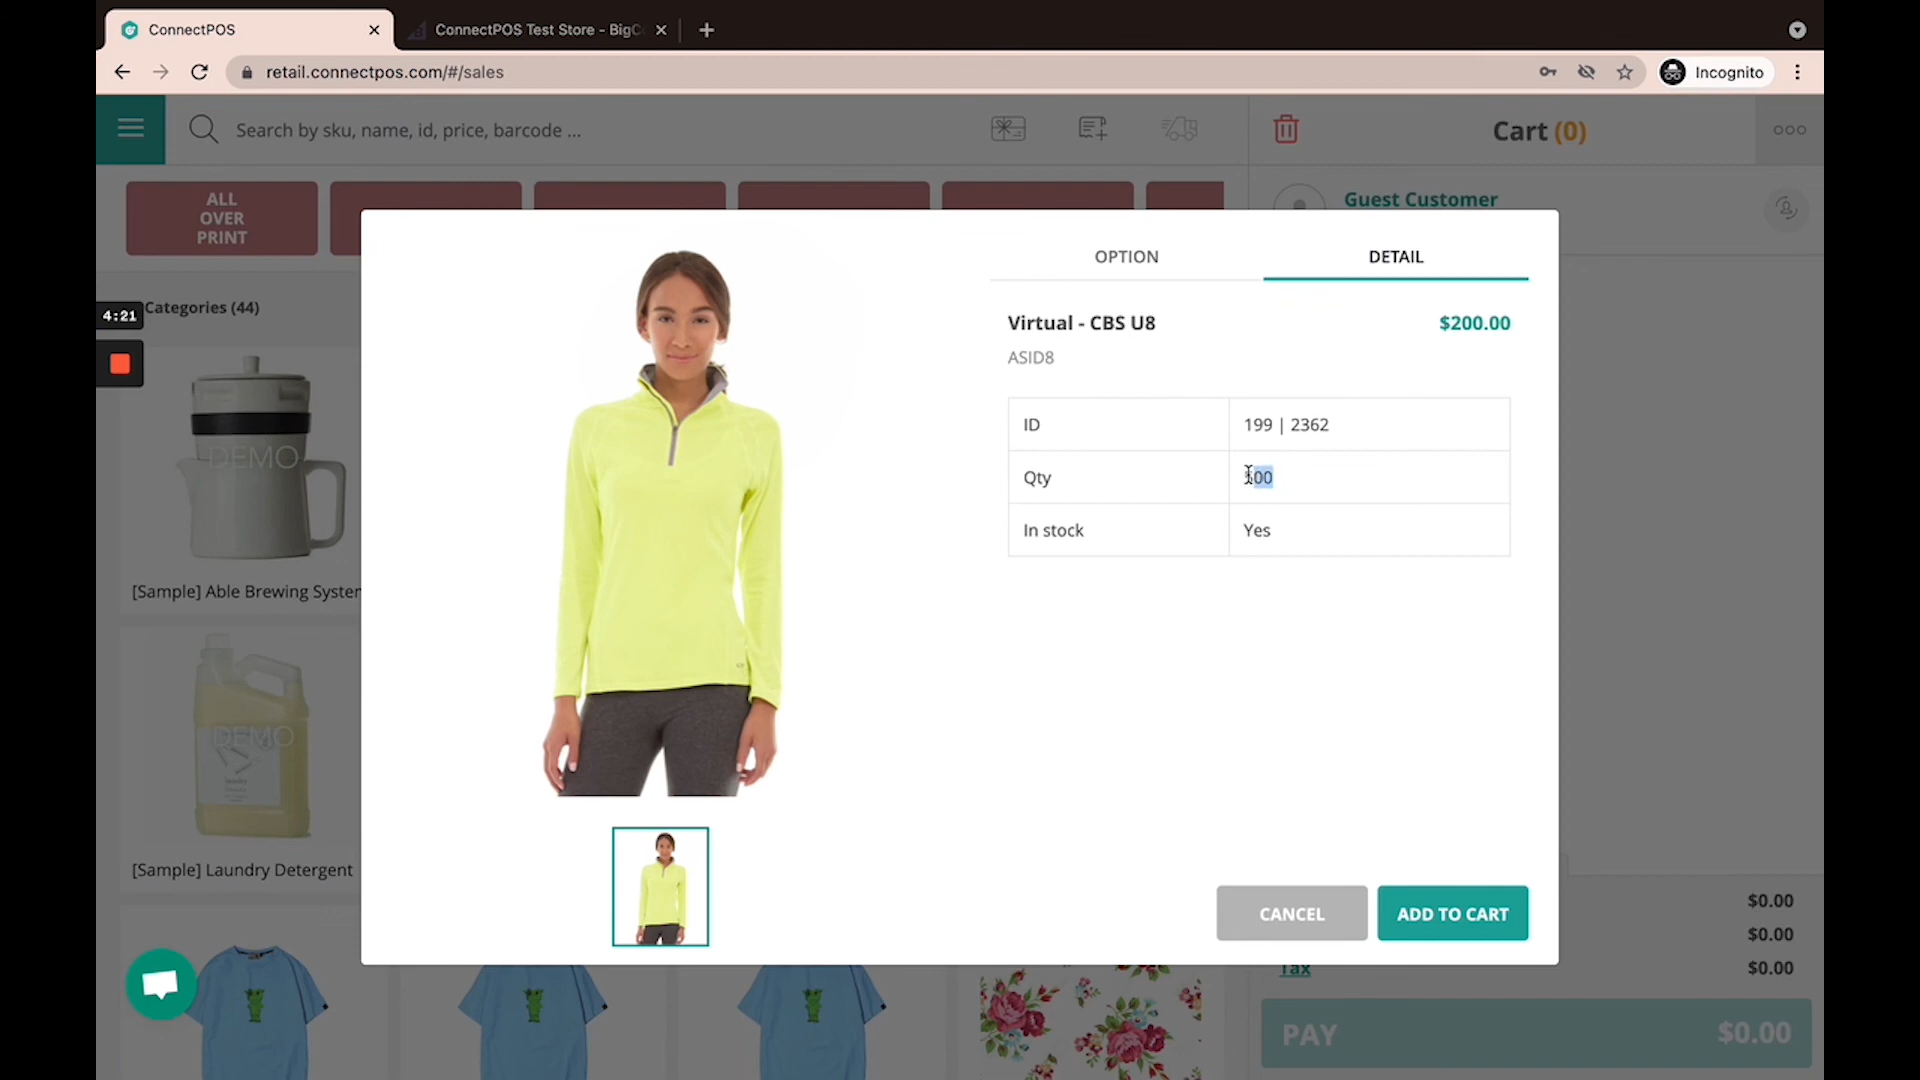 ConnectPOS
ConnectPOS Test Store - BigC
retail.connectpos.com/#/sales
Incognito
Search by sku, name, id, price, barcode ...
Cart (0)
ALL
OVER
PRINT
Guest Customer
Categories (44)
4:21
DEMO
[Sample] Able Brewing System
DEMO
[Sample] Laundry Detergent
OPTION
DETAIL
Virtual - CBS U8
$200.00
ASID8
ID
199 | 2362
Qty
In stock
Yes
CANCEL
ADD TO CART
$0.00
$0.00
Tax
$0.00
PAY
$0.00